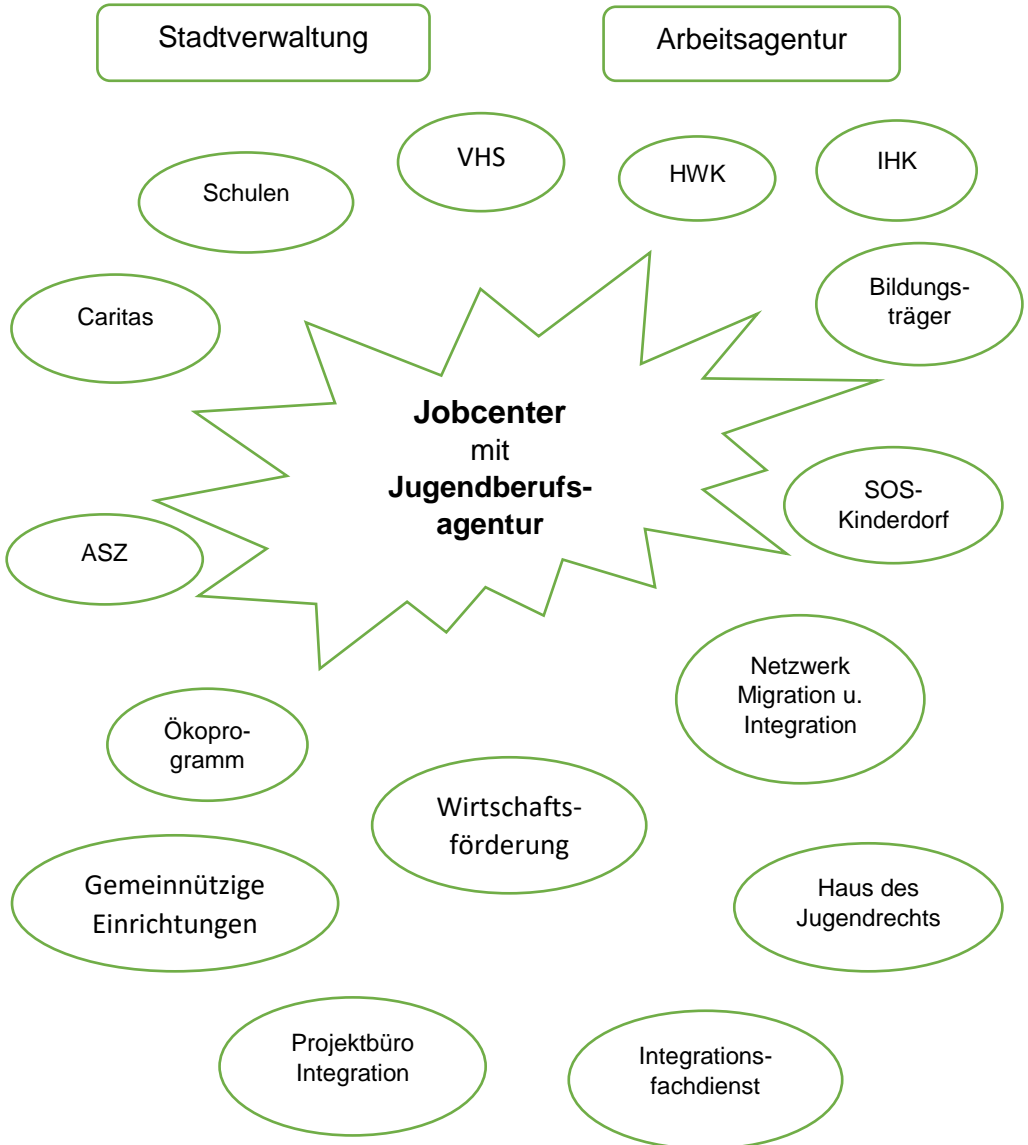 Stadtverwaltung
Arbeitsagentur
VHS
HWK
IHK
Schulen
Bildungs-
träger
Caritas
Jobcenter
mit
Jugendberufs-
agentur
SOS-
Kinderdorf
ASZ
Netzwerk
Migration u.
Integration
Ökopro-
gramm
Wirtschafts-
förderung
Gemeinnützige
Einrichtungen
Haus des
Jugendrechts
Projektbüro
Integration
Integrations-
fachdienst